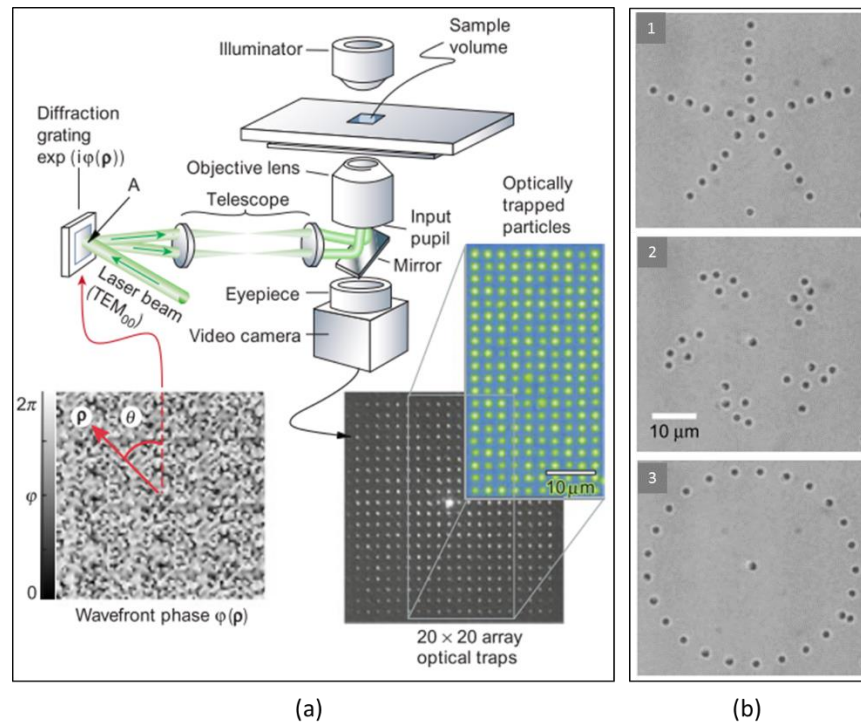 Illuminator
Sample
volume
Diffraction
grating
exp (iφ(ρ))
A
Objective lens
Telescope
Optically
trapped
particles
Input
pupil
Mirror
Laser beam
(TEM00)
Eyepiece
Video camera
2π
ρ
θ
φ
0
Wavefront phase φ(ρ)
10 μm
20 × 20 array
optical traps
1
2
10 μm
3
(a)
(b)